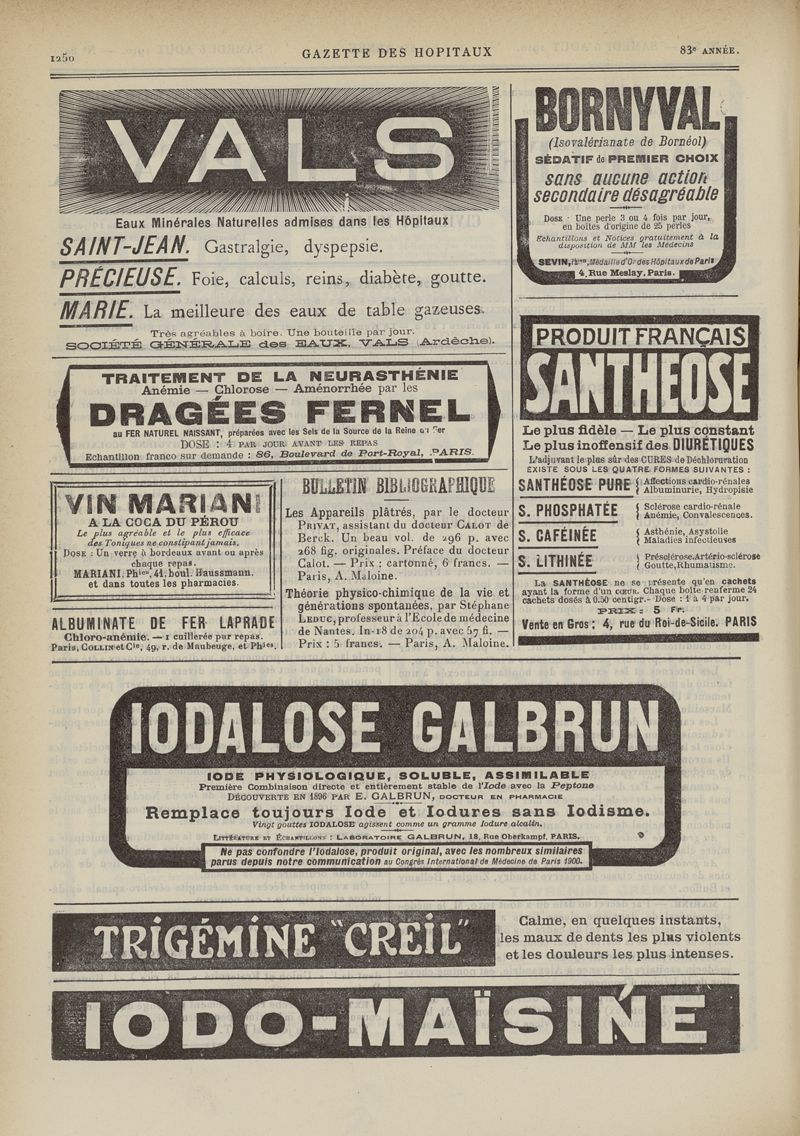 1250
GAZETTE DES HOPITAUX
83e ANNÉE.
VALS
Eaux Minérales Naturelles admises dans les Hôpitaux
SAINT-JEAN. Gastralgie, dyspepsie.
PRÉCIEUSE. Foie, calculs, reins, diabète, goutte.
MARIE. La meilleure des eaux de table gazeuses.
Très agréables à boire. Une bouteille par jour.
SOCIÉTÉ GÉNÉRALE des EAUX, VALS (Ardèche).
TRAITEMENT DE LA NEURASTHÉNIE
Anémie — Chlorose — Aménorrhée par les
DRAGÉES FERNEL
au FER NATUREL NAISSANT, préparées avec les Sels de la Source de la Reine du Fer
DOSE : 4 PAR JOUR AVANT LES REPAS
Echantillon franco sur demande : 86, Boulevard de Port-Royal, PARIS.
VIN MARIANI
A LA COCA DU PÉROU
Le plus agréable et le plus efficace
des Toniques ne constipant jamais.
DOSE : Un verre à bordeaux avant ou après
chaque repas.
MARIANI, Phien, 41, boul. Haussmann.
et dans toutes les pharmacies.
ALBUMINATE DE FER LAPRADE
Chloro-anémie. — 1 cuillerée par repas.
Paris, COLLIN et Cie, 49, r. de Maubeuge, et Phies.
BULLETIN BIBLIOGRAPHIQUE
Les Appareils plâtrés, par le docteur
PRIVAT, assistant du docteur CALOT de
Berck. Un beau vol. de 296 p. avec
268 fig. originales. Préface du docteur
Calot. — Prix : cartonné, 6 francs. —
Paris, A. Maloine.
Théorie physico-chimique de la vie et
générations spontanées, par Stéphane
LEDUC, professeur à l'Ecole de médecine
de Nantes. In-18 de 204 p. avec 57 fi. —
Prix : 5 francs. — Paris, A. Maloine.
BORNYVAL
(Isovalérianate de Bornéol)
SÉDATIF de PREMIER CHOIX
sans aucune action
secondaire désagréable
DOSE : Une perle 3 ou 4 fois par jour,
en boîtes d'origine de 25 perles
Echantillons et Notices gratuitement à la
disposition de MM les Médecins
SEVIN, Phien, Médaille d'Or des Hôpitaux de Paris
4, Rue Meslay, Paris.
PRODUIT FRANÇAIS
SANTHEOSE
Le plus fidèle — Le plus constant
Le plus inoffensif des DIURÉTIQUES
L'adjuvant le plus sûr des CURES de Déchloruration
EXISTE SOUS LES QUATRE FORMES SUIVANTES :
SANTHÉOSE PURE { Affections cardio-rénales
Albuminurie, Hydropisie
S. PHOSPHATÉE { Sclérose cardio-rénale
Anémie, Convalescences.
S. CAFÉINÉE { Asthénie, Asystolie
Maladies infectieuses
S. LITHINÉE { Présclérose. Artério-sclérose
Goutte, Rhumatisme.
La SANTHÉOSE ne se présente qu'en cachets
ayant la forme d'un cœur. Chaque boîte renferme 24
cachets dosés à 0.50 centigr. - Dose : 1 à 4 par jour.
PRIX : 5 Fr.
Vente en Gros : 4, rue du Roi-de-Sicile. PARIS
IODALOSE GALBRUN
IODE PHYSIOLOGIQUE, SOLUBLE, ASSIMILABLE
Première Combinaison directe et entièrement stable de l'Iode avec la Peptone
DÉCOUVERTE EN 1896 PAR E. GALBRUN, DOCTEUR EN PHARMACIE
Remplace toujours Iode et Iodures sans Iodisme.
Vingt gouttes IODALOSE agissent comme un gramme Iodure alcalin.
LITTÉRATURE ET ÉCHANTILLONS : LABORATOIRE GALBRUN, 18, Rue Oberkampf, PARIS.
Ne pas confondre l'Iodalose, produit original, avec les nombreux similaires
parus depuis notre communication au Congrès International de Médecine de Paris 1900.
TRIGÉMINE "CREIL"
Calme, en quelques instants,
les maux de dents les plus violents
et les douleurs les plus intenses.
IODO-MAÏSINE